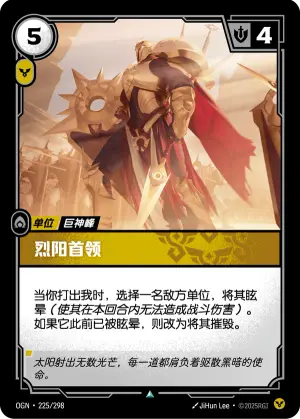 5
4
单位 巨神峰
烈阳首领
当你打出我时，选择一名敌方单位，将其眩
晕（使其在本回合内无法造成战斗伤害）。
如果它此前已被眩晕，则改为将其摧毁。
太阳射出无数光芒，每一道都肩负着驱散黑暗的使
命。
OGN • 225/298 JiHun Lee • ©2025RGI